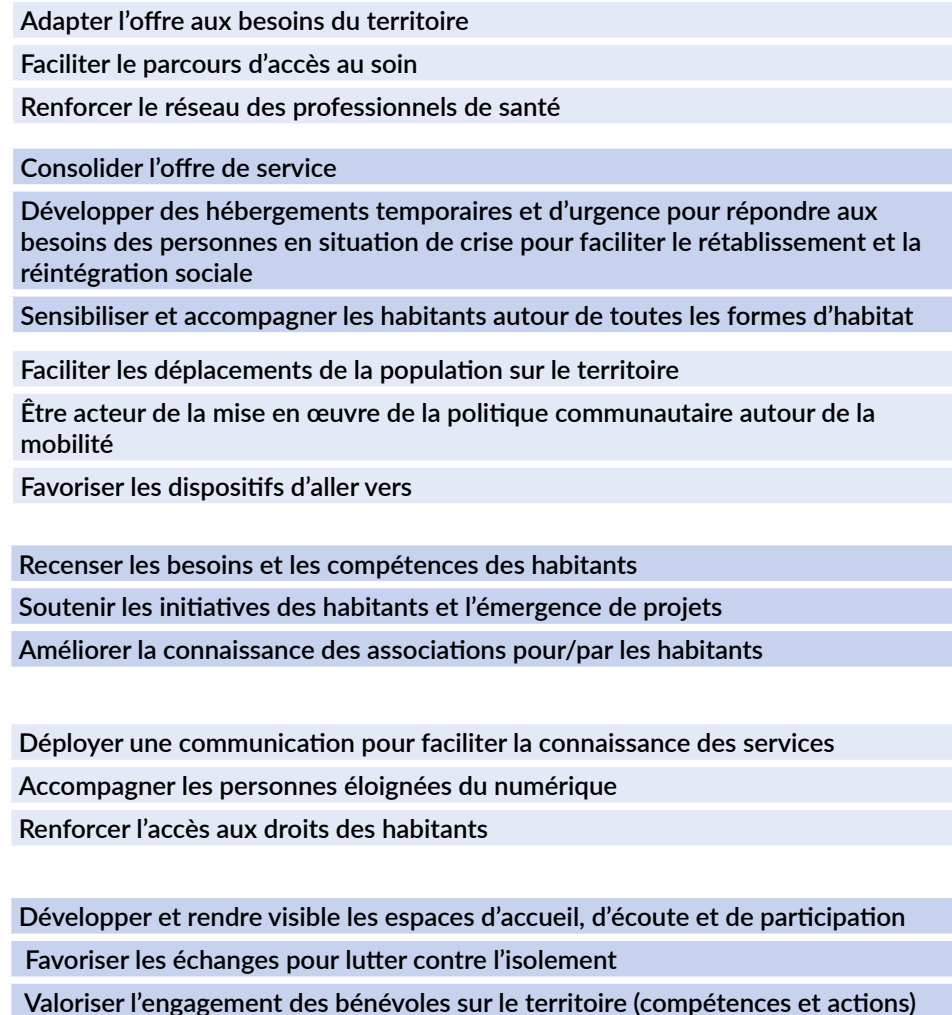 Adapter l’offre aux besoins du territoire
Faciliter le parcours d’accès au soin
Renforcer le réseau des professionnels de santé
Consolider l’offre de service
Développer des hébergements temporaires et d’urgence pour répondre aux
besoins des personnes en situation de crise pour faciliter le rétablissement et la
réintégration sociale
Sensibiliser et accompagner les habitants autour de toutes les formes d’habitat
Faciliter les déplacements de la population sur le territoire
Être acteur de la mise en œuvre de la politique communautaire autour de la
mobilité
Favoriser les dispositifs d’aller vers
Recenser les besoins et les compétences des habitants
Soutenir les initiatives des habitants et l’émergence de projets
Améliorer la connaissance des associations pour/par les habitants
Déployer une communication pour faciliter la connaissance des services
Accompagner les personnes éloignées du numérique
Renforcer l’accès aux droits des habitants
Développer et rendre visible les espaces d’accueil, d’écoute et de participation
Favoriser les échanges pour lutter contre l’isolement
Valoriser l’engagement des bénévoles sur le territoire (compétences et actions)